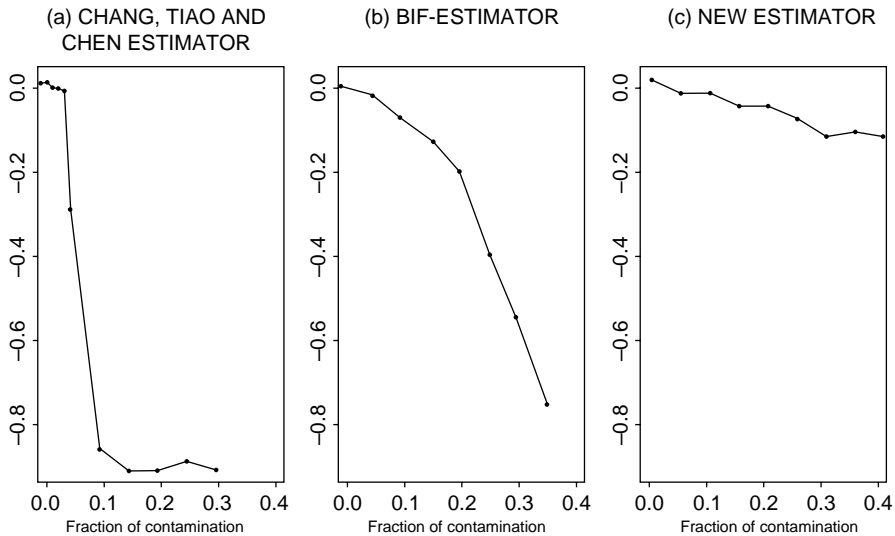 (a) CHANG, TIAO AND
CHEN ESTIMATOR
0.0
−0.2
−0.4
−0.6
−0.8
0.0 0.1 0.2 0.3 0.4
Fraction of contamination
(b) BIF-ESTIMATOR
0.0
−0.2
−0.4
−0.6
−0.8
0.0 0.1 0.2 0.3 0.4
Fraction of contamination
(c) NEW ESTIMATOR
0.0
−0.2
−0.4
−0.6
−0.8
0.0 0.1 0.2 0.3 0.4
Fraction of contamination